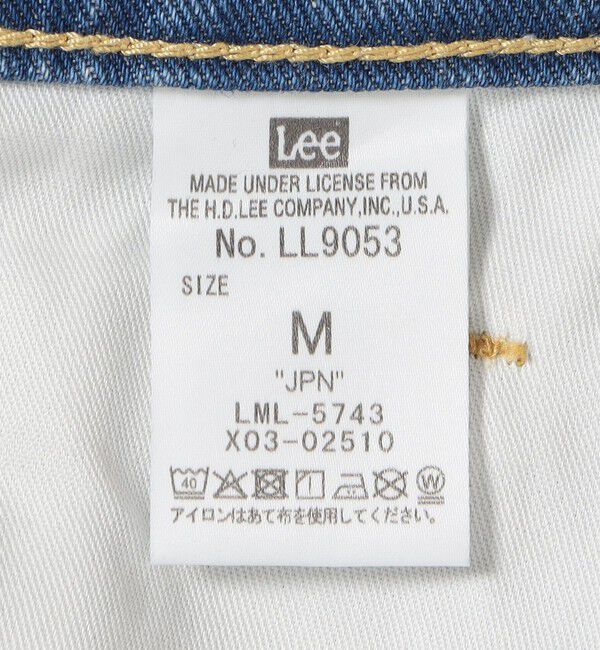 Lee
MADE UNDER LICENSE FROM
THE H.D.LEE COMPANY,INC.,U.S.A.
No. LL9053
SIZE
M
"JPN"
LML-5743
X03-02510
40
W
アイロンはあて布を使用してください。